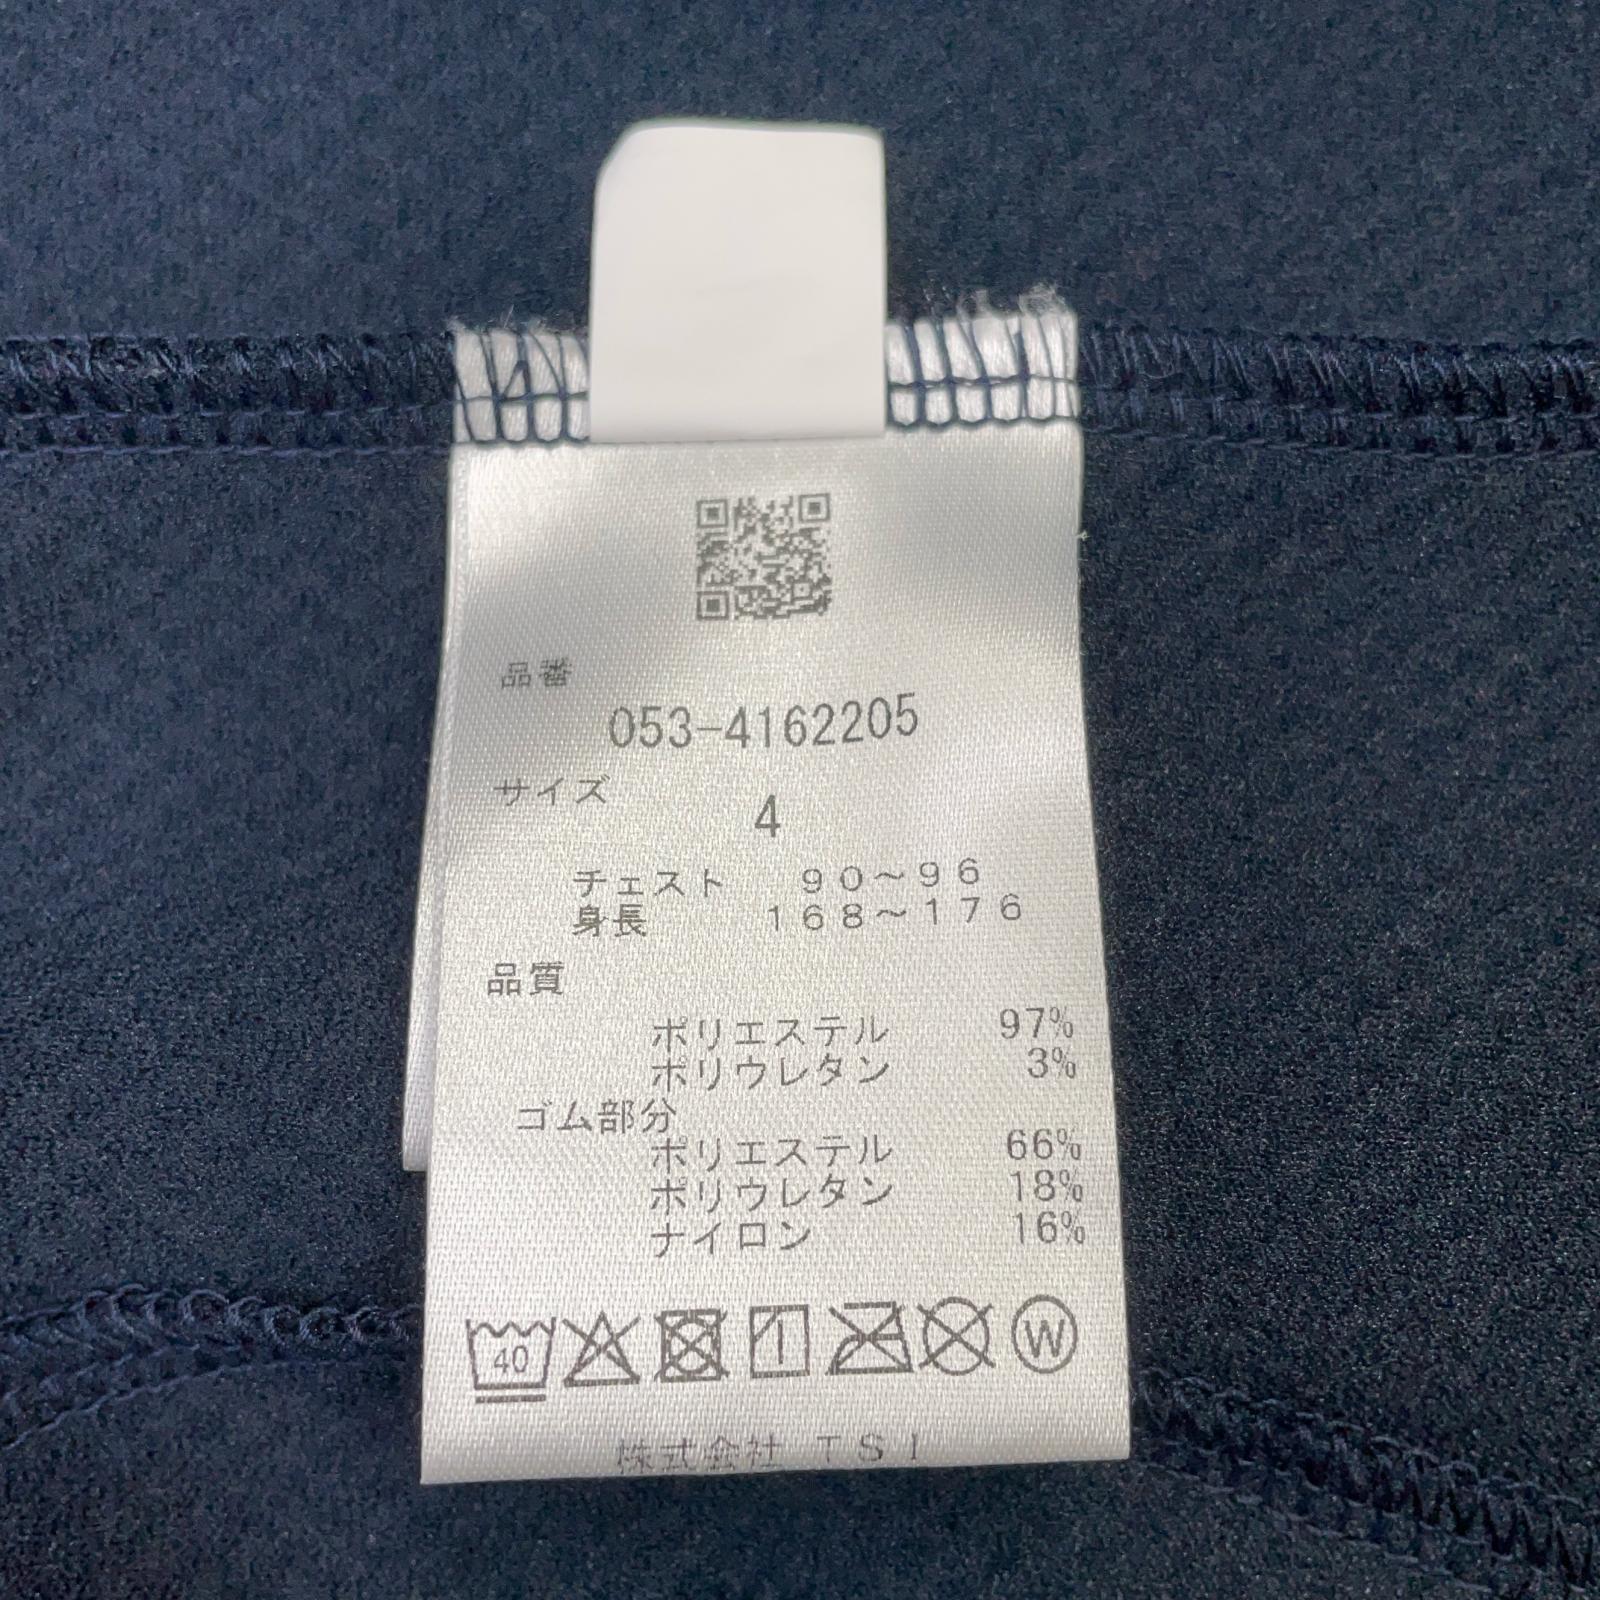 品番
053-4162205
サイズ
4
チェスト 90～96
身長 168～176
品質
ポリエステル 97%
ポリウレタン 3%
ゴム部分
ポリエステル 66%
ポリウレタン 18%
ナイロン 16%
40 W
株式会社 TSI